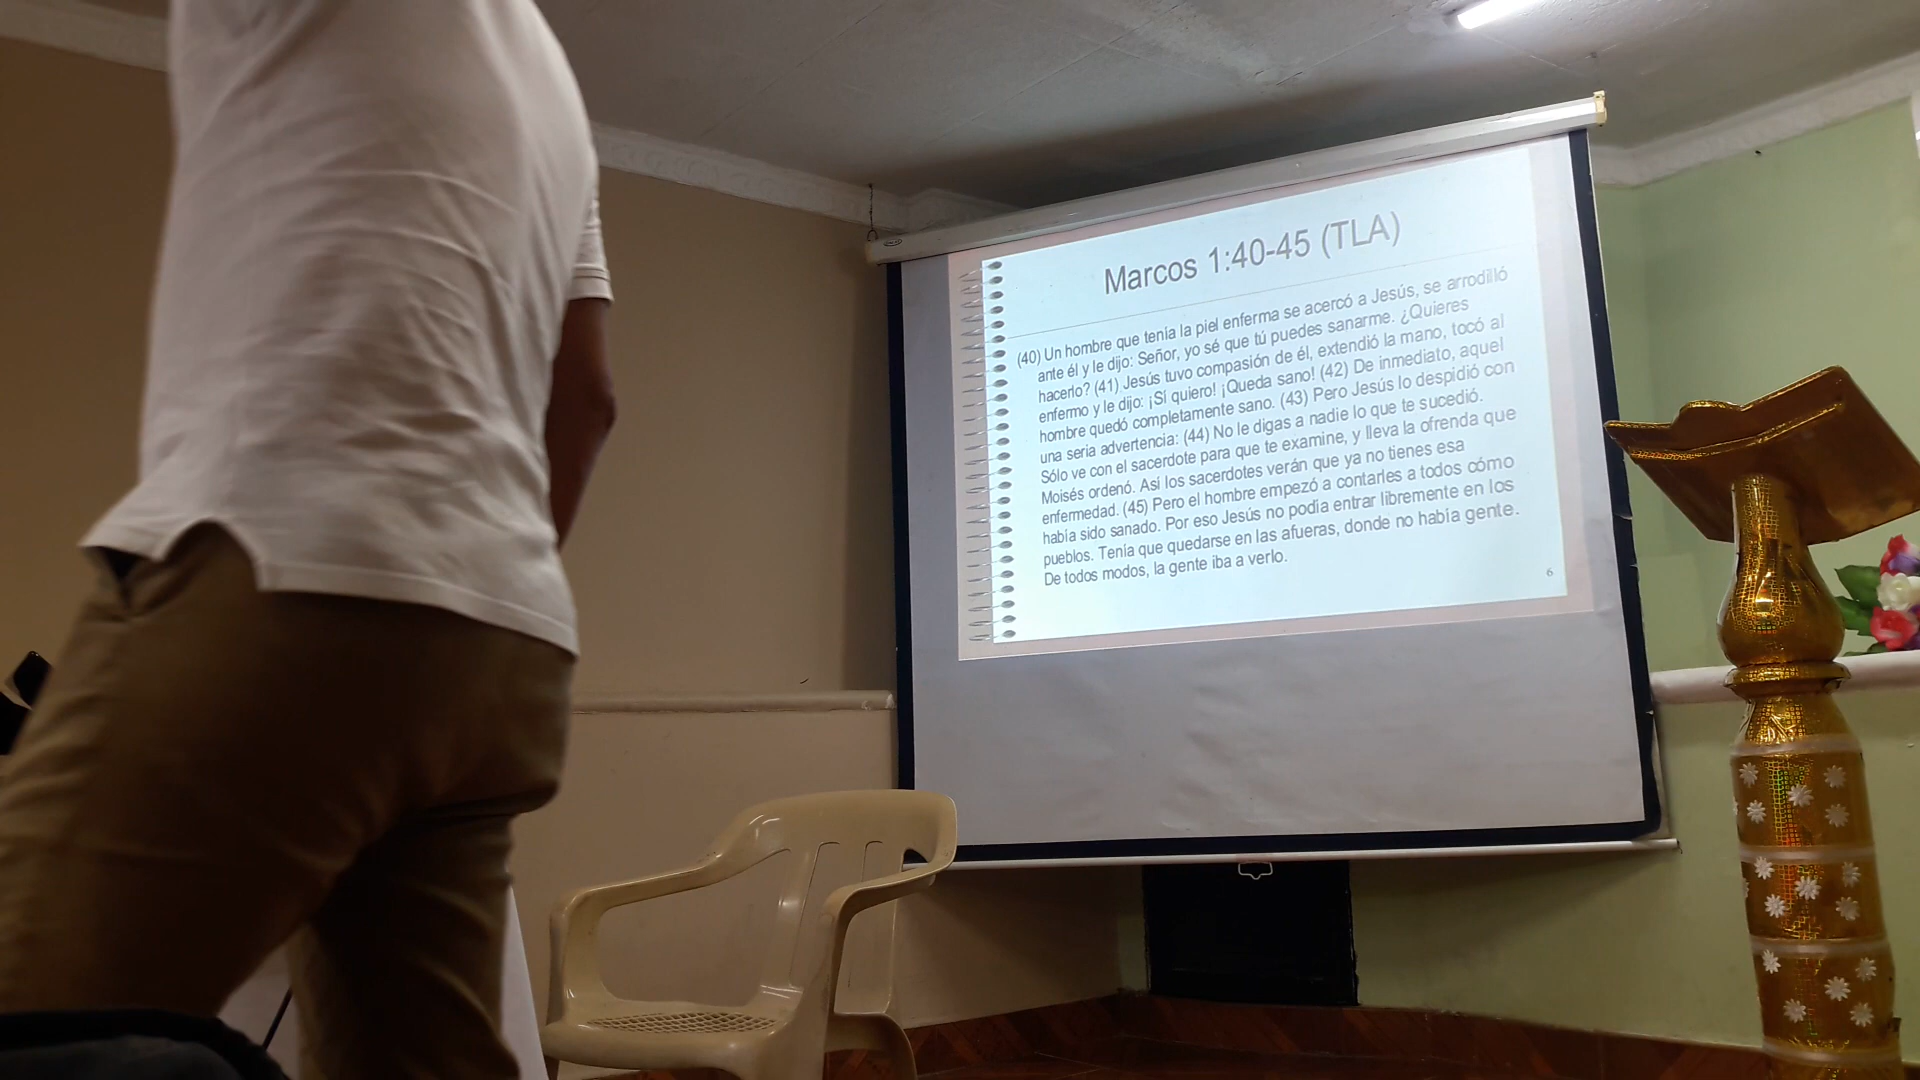 Marcos 1:40-45 (TLA)
(40) Un hombre que tenía la piel enferma se acercó a Jesús, se arrodilló
ante él y le dijo: Señor, yo sé que tú puedes sanarme. ¿Quieres
hacerlo? (41) Jesús tuvo compasión de él, extendió la mano, tocó al
enfermo y le dijo: ¡Sí quiero! ¡Queda sano! (42) De inmediato, aquel
hombre quedó completamente sano. (43) Pero Jesús lo despidió con
una seria advertencia: (44) No le digas a nadie lo que te sucedió.
Sólo ve con el sacerdote para que te examine, y lleva la ofrenda que
Moisés ordenó. Así los sacerdotes verán que ya no tienes esa
enfermedad. (45) Pero el hombre empezó a contarles a todos cómo
había sido sanado. Por eso Jesús no podía entrar libremente en los
pueblos. Tenía que quedarse en las afueras, donde no había gente.
De todos modos, la gente iba a verlo.
6